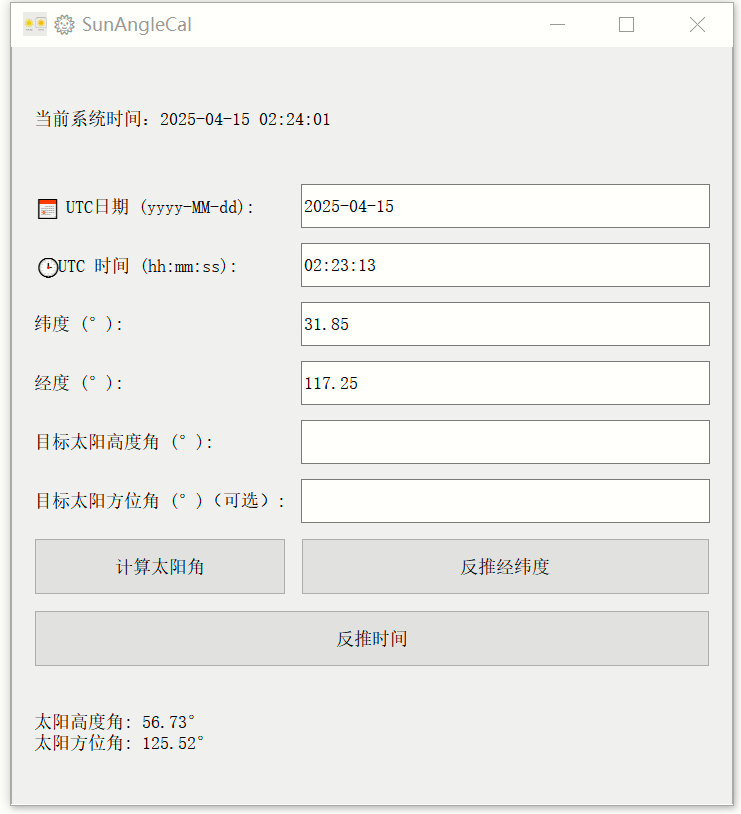 SunAngleCal
当前系统时间：2025-04-15 02:24:01
UTC日期 (yyyy-MM-dd): 2025-04-15
UTC 时间 (hh:mm:ss): 02:23:13
纬度 (°): 31.85
经度 (°): 117.25
目标太阳高度角 (°):
目标太阳方位角 (°)（可选）:
计算太阳角 反推经纬度
反推时间
太阳高度角: 56.73°
太阳方位角: 125.52°